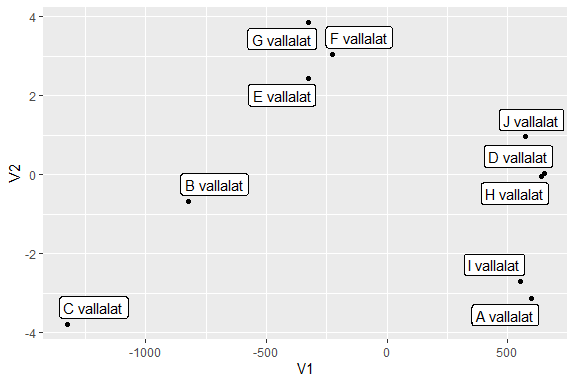 4
G vallalat
F vallalat
E vallalat
2
J vallalat
D vallalat
V2
0
B vallalat
H vallalat
-2
I vallalat
C vallalat
A vallalat
-4
-1000
-500
0
500
V1